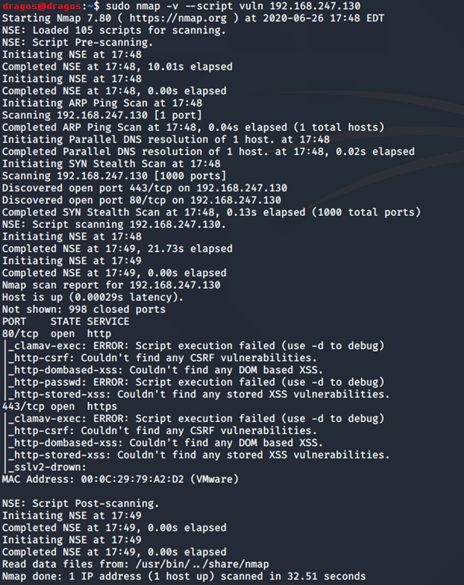 dragos@dragos:~$ sudo nmap -v --script vuln 192.168.247.130
Starting Nmap 7.80 ( https://nmap.org ) at 2020-06-26 17:48 EDT
NSE: Loaded 105 scripts for scanning.
NSE: Script Pre-scanning.
Initiating NSE at 17:48
Completed NSE at 17:48, 10.01s elapsed
Initiating NSE at 17:48
Completed NSE at 17:48, 0.00s elapsed
Initiating ARP Ping Scan at 17:48
Scanning 192.168.247.130 [1 port]
Completed ARP Ping Scan at 17:48, 0.04s elapsed (1 total hosts)
Initiating Parallel DNS resolution of 1 host. at 17:48
Completed Parallel DNS resolution of 1 host. at 17:48, 0.02s elapsed
Initiating SYN Stealth Scan at 17:48
Scanning 192.168.247.130 [1000 ports]
Discovered open port 443/tcp on 192.168.247.130
Discovered open port 80/tcp on 192.168.247.130
Completed SYN Stealth Scan at 17:48, 0.13s elapsed (1000 total ports)
NSE: Script scanning 192.168.247.130.
Initiating NSE at 17:48
Completed NSE at 17:49, 21.73s elapsed
Initiating NSE at 17:49
Completed NSE at 17:49, 0.00s elapsed
Nmap scan report for 192.168.247.130
Host is up (0.00029s latency).
Not shown: 998 closed ports
PORT    STATE SERVICE
80/tcp  open  http
|_clamav-exec: ERROR: Script execution failed (use -d to debug)
|_http-csrf: Couldn't find any CSRF vulnerabilities.
|_http-dombased-xss: Couldn't find any DOM based XSS.
|_http-passwd: ERROR: Script execution failed (use -d to debug)
|_http-stored-xss: Couldn't find any stored XSS vulnerabilities.
443/tcp open  https
|_clamav-exec: ERROR: Script execution failed (use -d to debug)
|_http-csrf: Couldn't find any CSRF vulnerabilities.
|_http-dombased-xss: Couldn't find any DOM based XSS.
|_http-stored-xss: Couldn't find any stored XSS vulnerabilities.
|_sslv2-drown:
MAC Address: 00:0C:29:79:A2:D2 (VMware)
NSE: Script Post-scanning.
Initiating NSE at 17:49
Completed NSE at 17:49, 0.00s elapsed
Initiating NSE at 17:49
Completed NSE at 17:49, 0.00s elapsed
Read data files from: /usr/bin/../share/nmap
Nmap done: 1 IP address (1 host up) scanned in 32.51 seconds